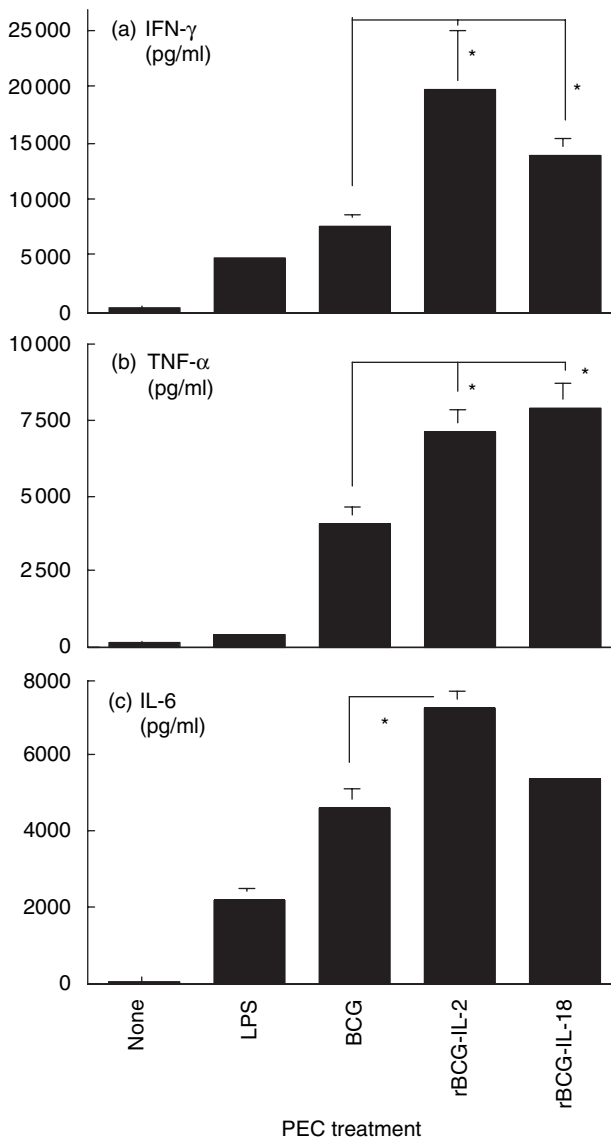 (a) IFN-γ
(pg/ml)
25 000
20 000
15 000
10 000
5 000
0
*
*
(b) TNF-α
(pg/ml)
10 000
7 500
5 000
2 500
0
*
*
(c) IL-6
(pg/ml)
8000
6000
4000
2000
0
*
None
LPS
BCG
rBCG-IL-2
rBCG-IL-18
PEC treatment